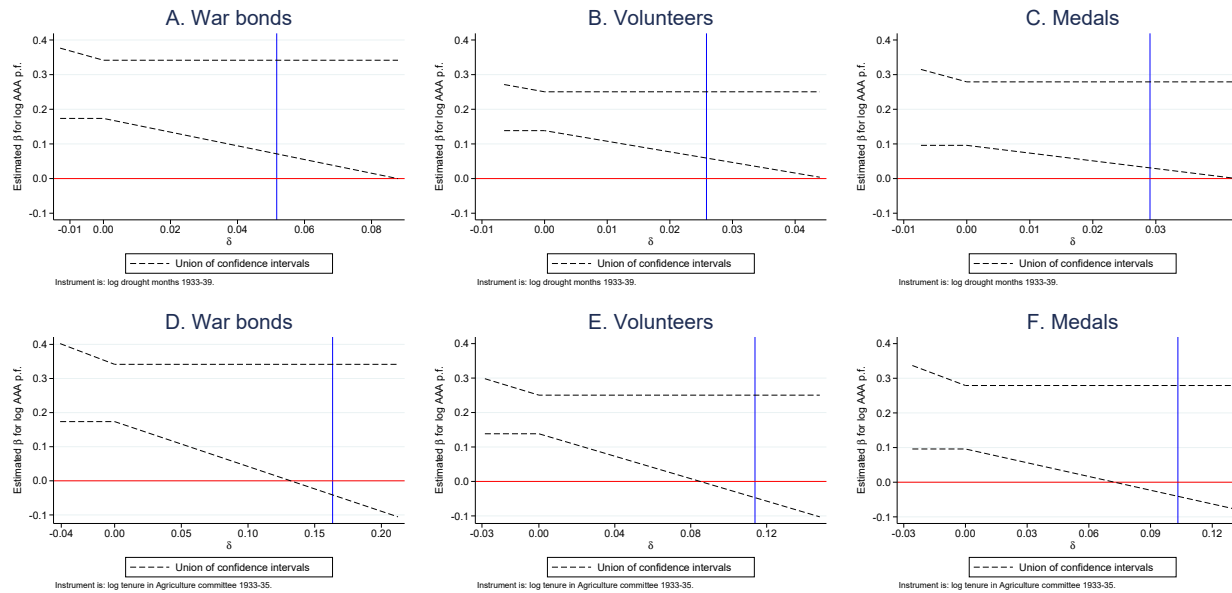 A. War bonds
Estimated β for log AAA p.f.
0.4
0.3
0.2
0.1
0.0
-0.1
-0.01 0.00 0.02 0.04 0.06 0.08
δ
Union of confidence intervals
Instrument is: log drought months 1933-39.
B. Volunteers
Estimated β for log AAA p.f.
0.4
0.3
0.2
0.1
0.0
-0.1
-0.01 0.00 0.01 0.02 0.03 0.04
δ
Union of confidence intervals
Instrument is: log drought months 1933-39.
C. Medals
Estimated β for log AAA p.f.
0.4
0.3
0.2
0.1
0.0
-0.1
-0.01 0.00 0.01 0.02 0.03
δ
Union of confidence intervals
Instrument is: log drought months 1933-39.
D. War bonds
Estimated β for log AAA p.f.
0.4
0.3
0.2
0.1
0.0
-0.1
-0.04 0.00 0.05 0.10 0.15 0.20
δ
Union of confidence intervals
Instrument is: log tenure in Agriculture committee 1933-35.
E. Volunteers
Estimated β for log AAA p.f.
0.4
0.3
0.2
0.1
0.0
-0.1
-0.03 0.00 0.04 0.08 0.12
δ
Union of confidence intervals
Instrument is: log tenure in Agriculture committee 1933-35.
F. Medals
Estimated β for log AAA p.f.
0.4
0.3
0.2
0.1
0.0
-0.1
-0.03 0.00 0.03 0.06 0.09 0.12
δ
Union of confidence intervals
Instrument is: log tenure in Agriculture committee 1933-35.